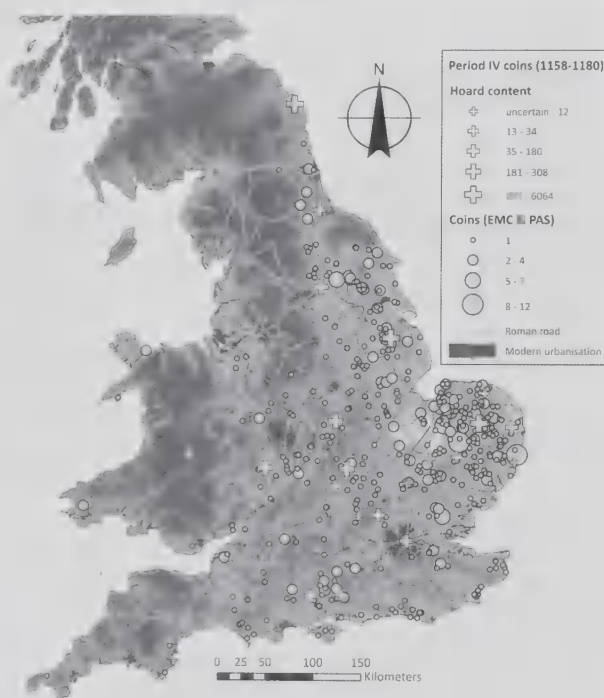 N
Period IV coins (1158-1180)
Hoard content
uncertain 12
13 - 34
35 - 180
181 - 308
- 6064
Coins (EMC PAS)
1
2 - 4
5 -
8 - 12
Roman road
Modern urbanisation
0 25 50 100 150
Kilometers